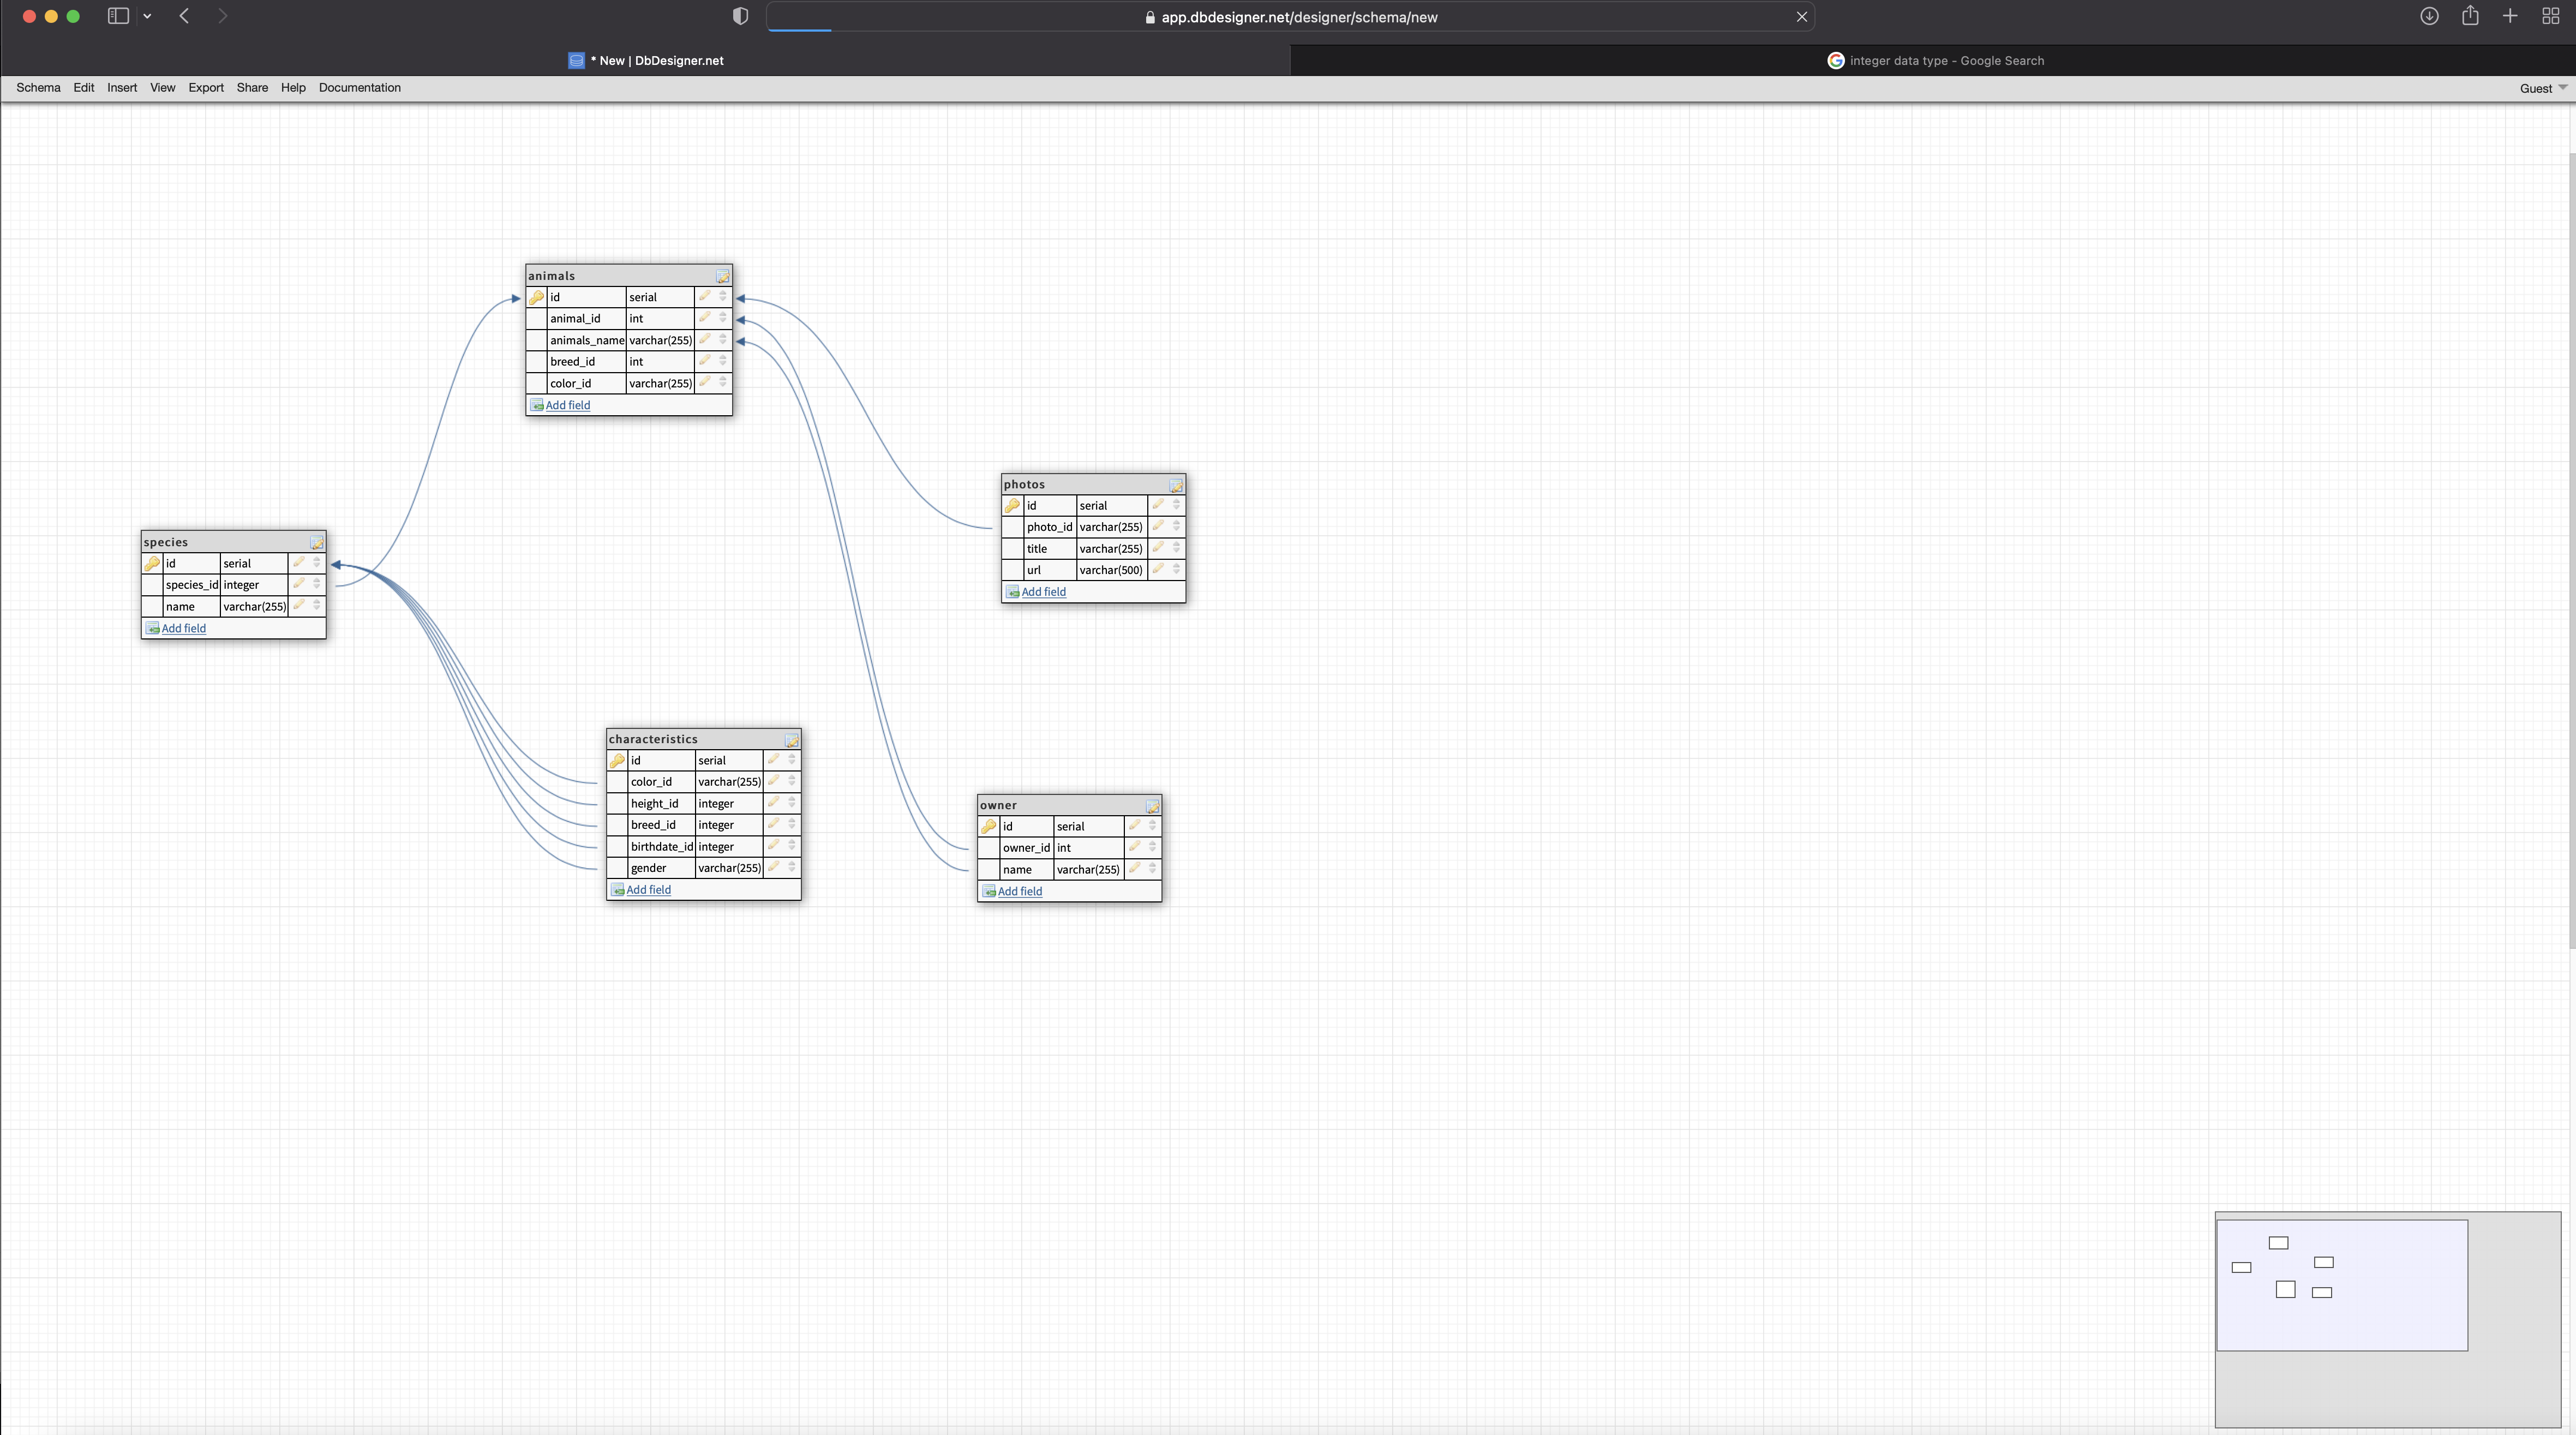 app.dbdesigner.net/designer/schema/new
* New | DbDesigner.net
integer data type - Google Search
Schema Edit Insert View Export Share Help Documentation
Guest
animals
id serial
animal_id int
animals_name varchar(255)
breed_id int
color_id varchar(255)
Add field
photos
id serial
photo_id varchar(255)
title varchar(255)
url varchar(500)
Add field
species
id serial
species_id integer
name varchar(255)
Add field
characteristics
id serial
color_id varchar(255)
height_id integer
breed_id integer
birthdate_id integer
gender varchar(255)
Add field
owner
id serial
owner_id int
name varchar(255)
Add field